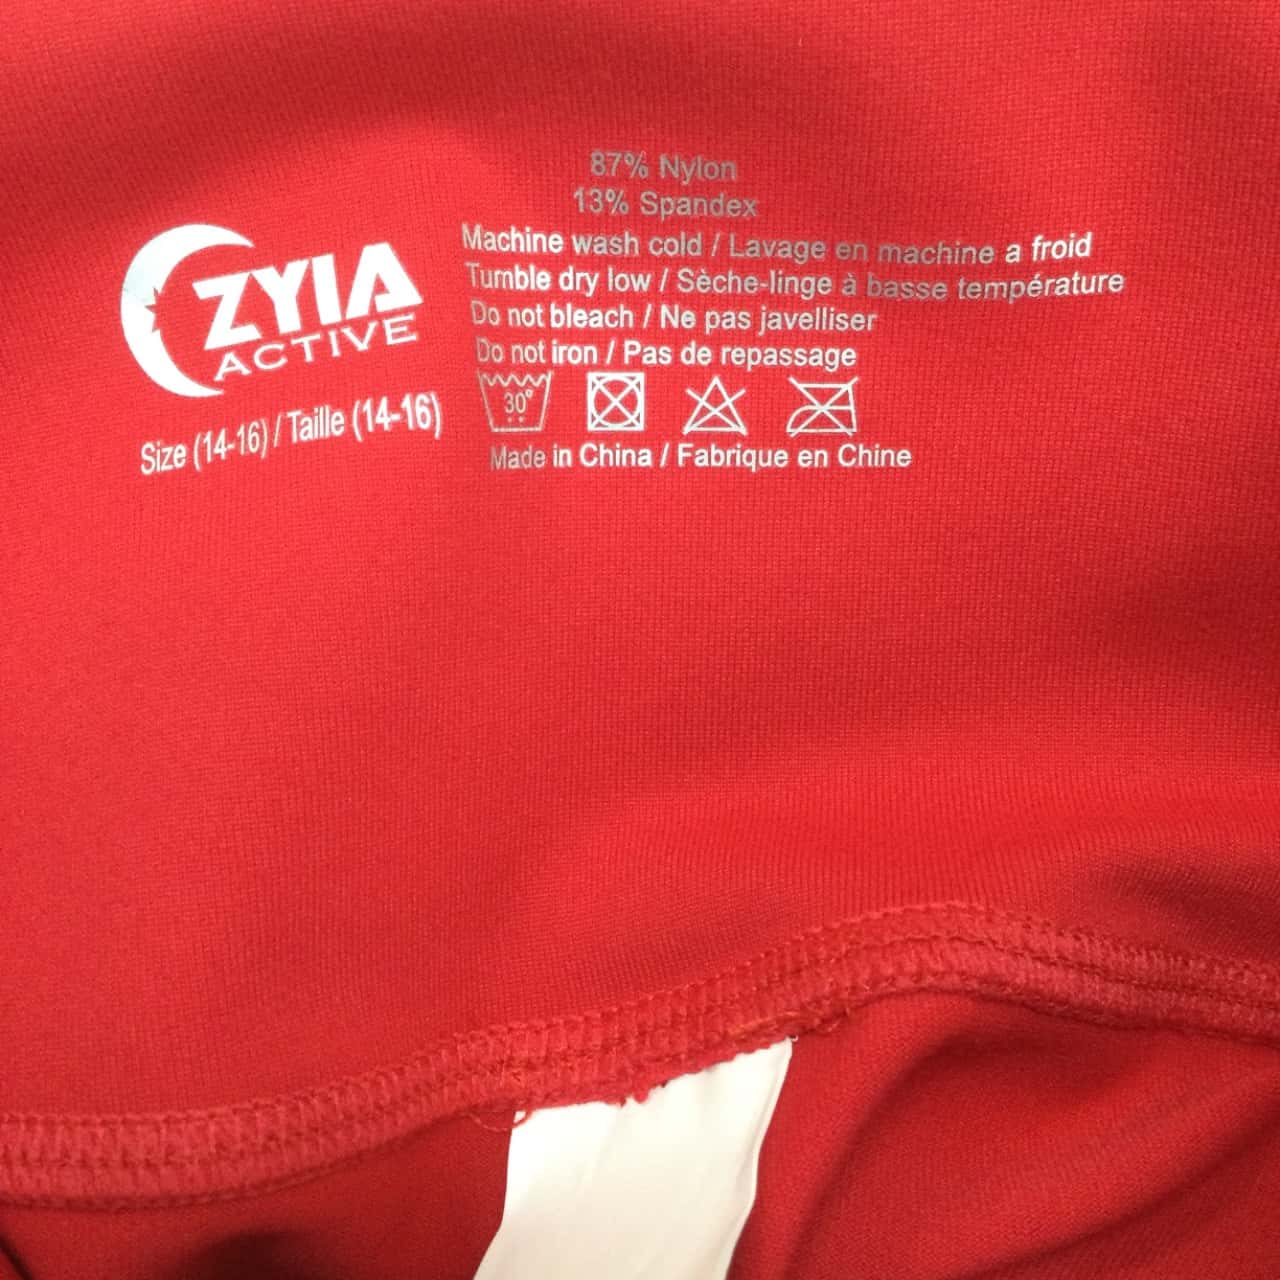 ZYIA
ACTIVE
Size (14-16) / Taille (14-16)
87% Nylon
13% Spandex
Machine wash cold / Lavage en machine a froid
Tumble dry low / Sèche-linge à basse température
Do not bleach / Ne pas javelliser
Do not iron / Pas de repassage
30°
Made in China / Fabrique en Chine